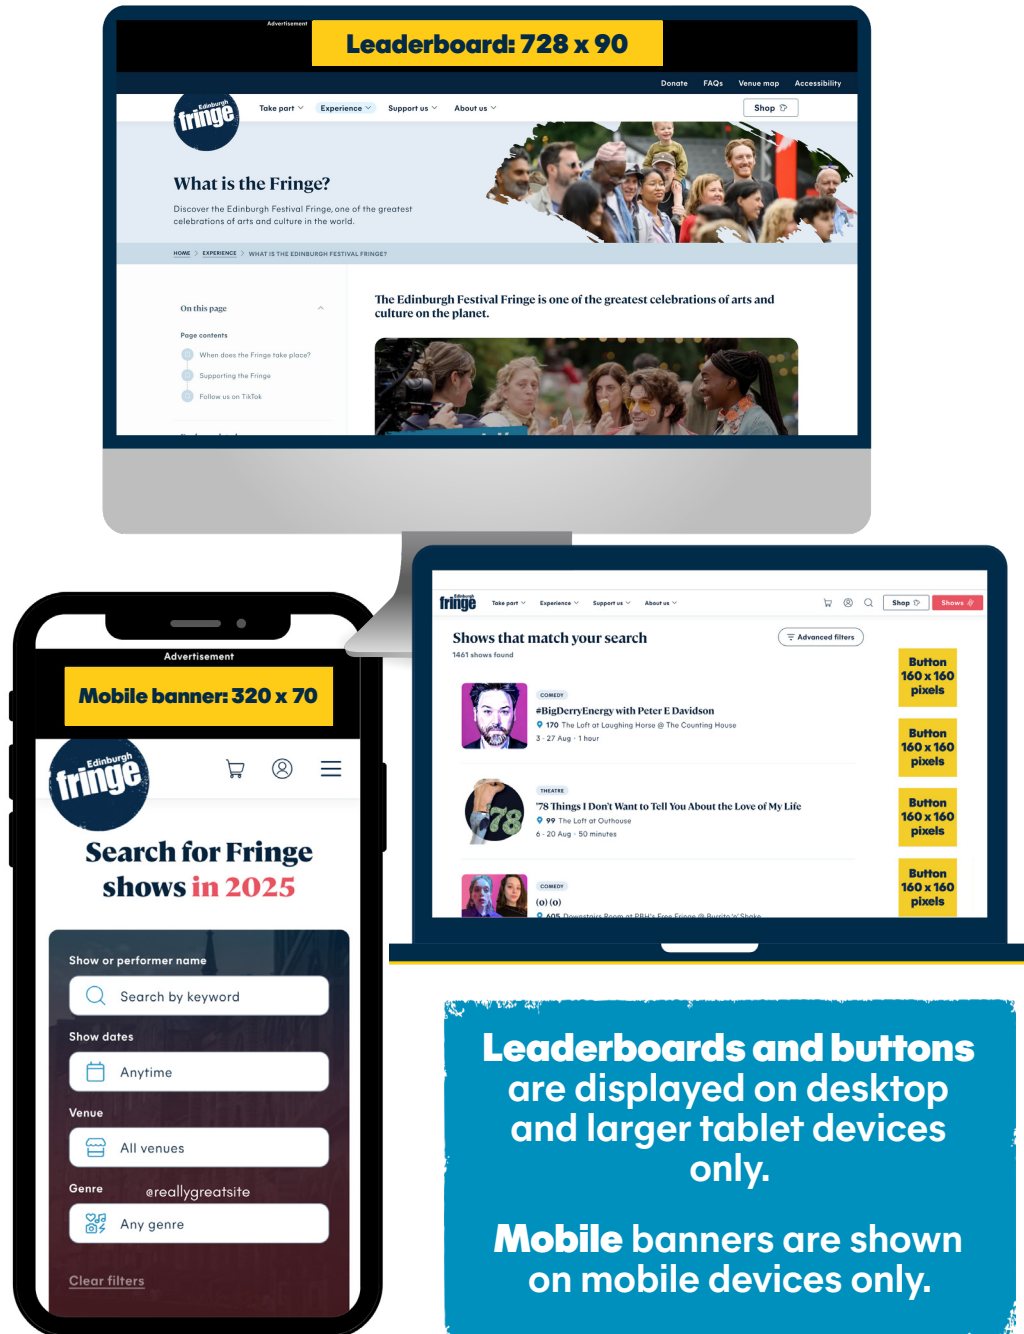 Advertisement
Leaderboard: 728 x 90
Donate FAQs Venue map Accessibility
Edinburgh
fringe
Take part Experience Support us About us Shop
What is the Fringe?
Discover the Edinburgh Festival Fringe, one of the greatest
celebrations of arts and culture in the world.
HOME > EXPERIENCE > WHAT IS THE EDINBURGH FESTIVAL FRINGE?
On this page
Page contents
When does the Fringe take place?
Supporting the Fringe
Follow us on TikTok
The Edinburgh Festival Fringe is one of the greatest celebrations of arts and
culture on the planet.
Edinburgh
fringe
Take part Experience Support us About us Shop Shows
Shows that match your search
1461 shows found
Advanced filters
COMEDY
#BigDerryEnergy with Peter E Davidson
170 The Loft at Laughing Horse @ The Counting House
3 - 27 Aug · 1 hour
78
THEATRE
'78 Things I Don't Want to Tell You About the Love of My Life
99 The Loft at Outhouse
6 - 20 Aug · 50 minutes
COMEDY
(o) (o)
605 Downstairs Room at PBH's Free Fringe @ Burrito 'n' Shake
Button
160 x 160
pixels
Button
160 x 160
pixels
Button
160 x 160
pixels
Button
160 x 160
pixels
Advertisement
Mobile banner: 320 x 70
Edinburgh
fringe
Search for Fringe
shows in 2025
Show or performer name
Search by keyword
Show dates
Anytime
Venue
All venues
Genre
@reallygreatsite
Any genre
Clear filters
Leaderboards and buttons
are displayed on desktop
and larger tablet devices
only.
Mobile banners are shown
on mobile devices only.